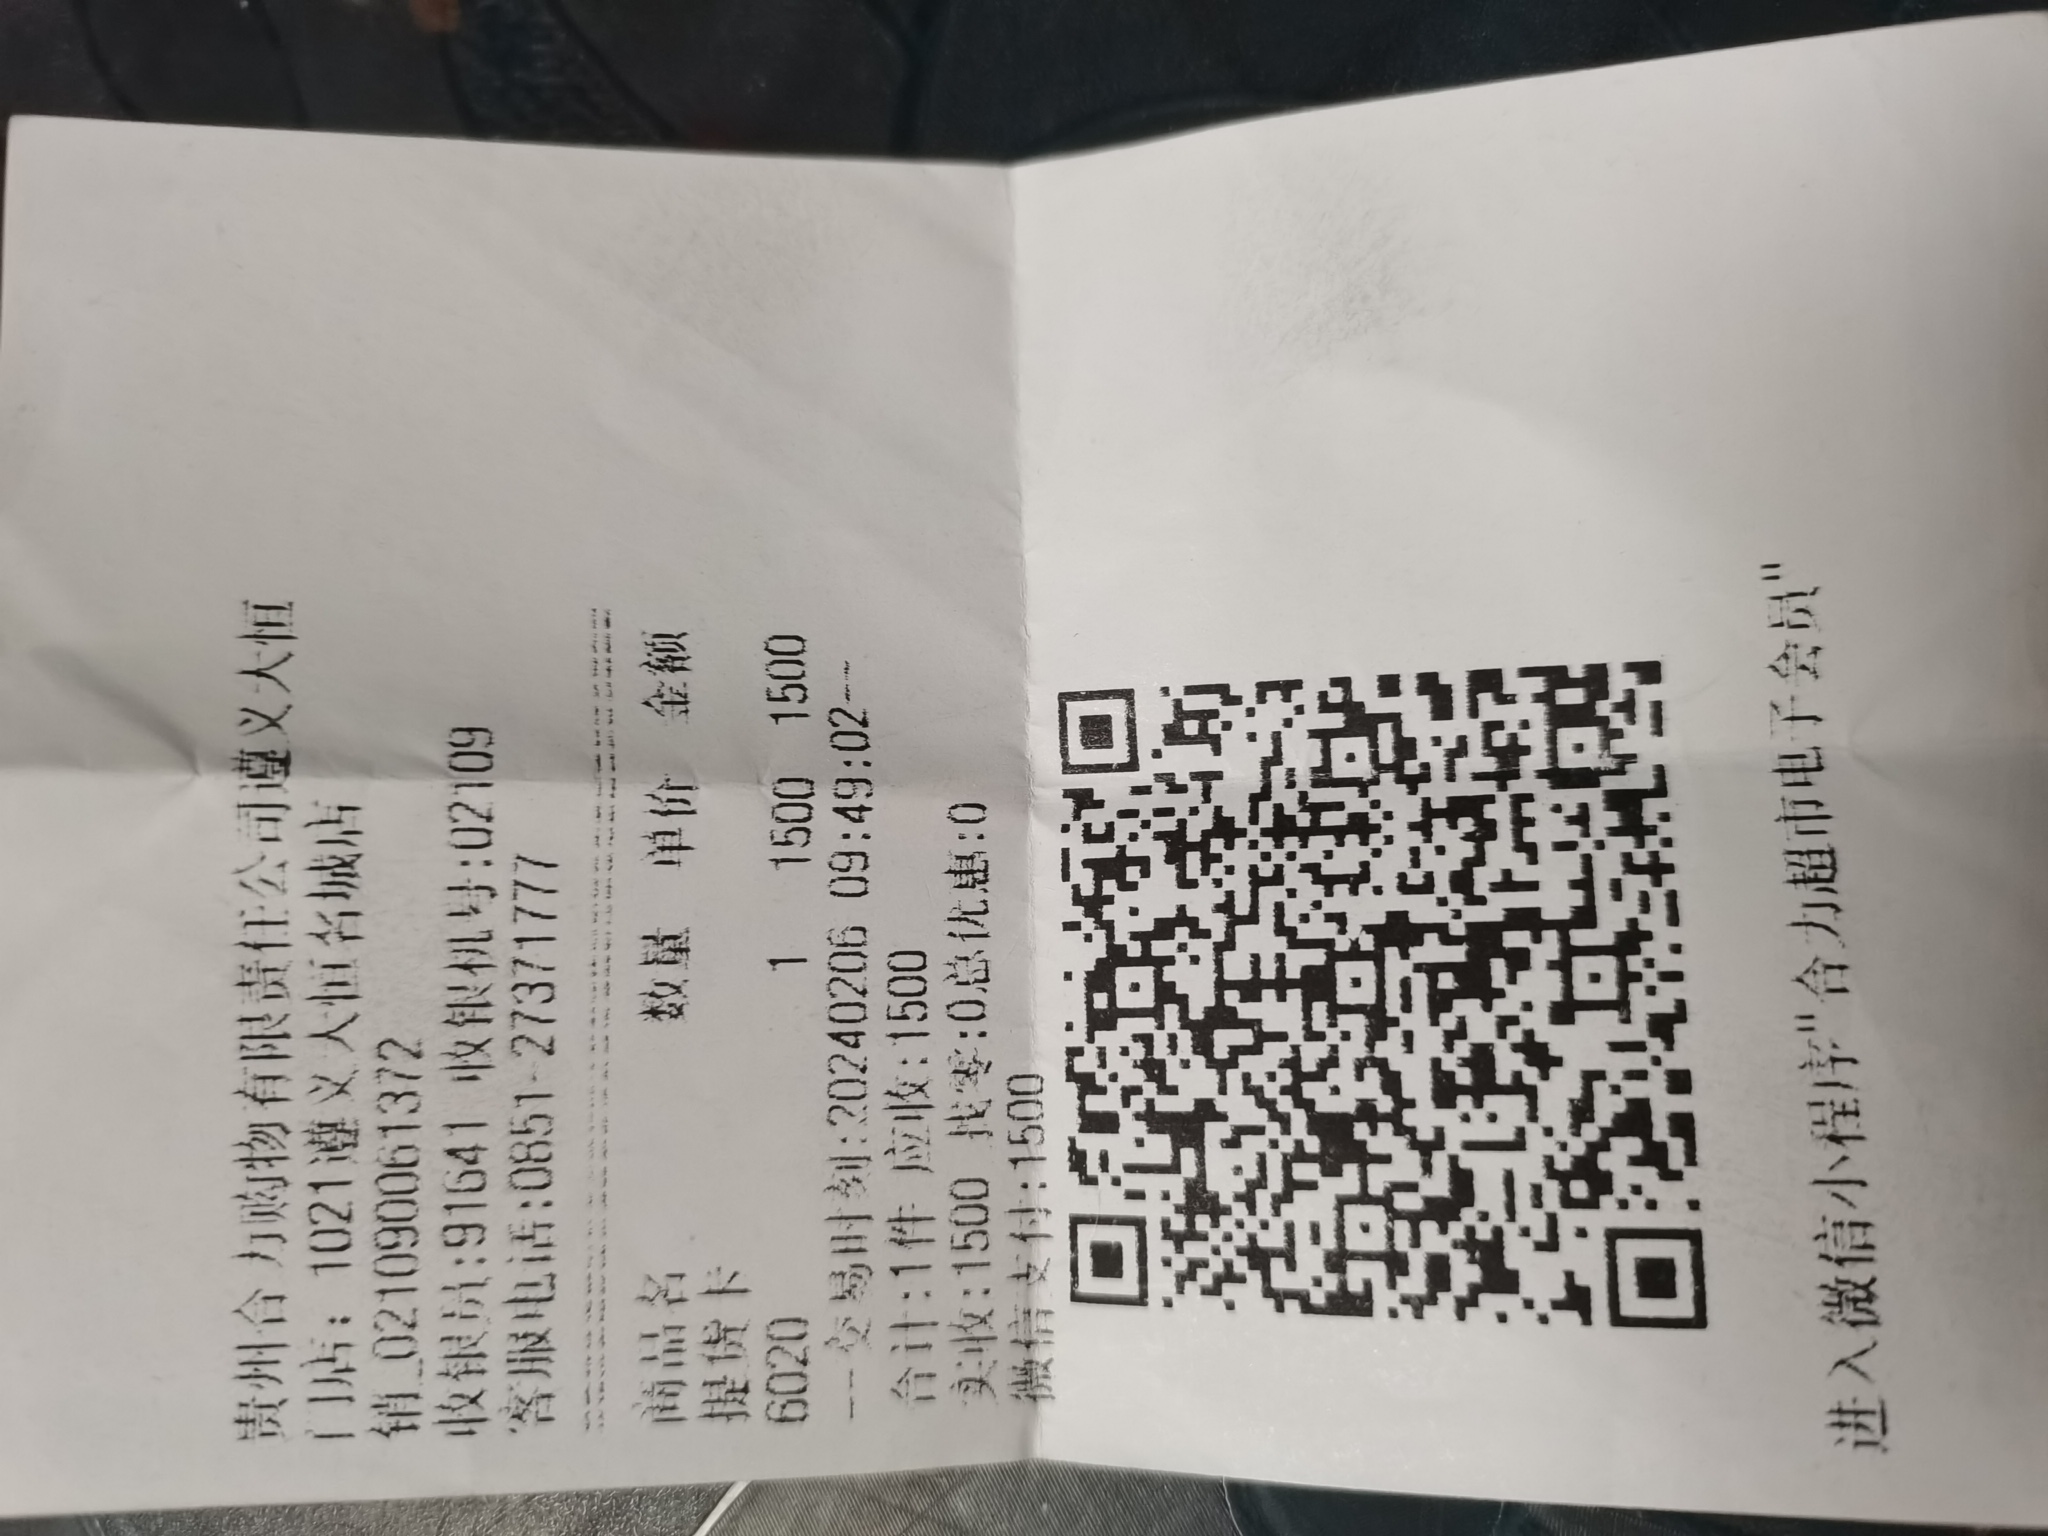 贵州合力购物有限责任公司遵义大恒
门店: 1021遵义大恒名城店
销_021090061372
收银员:91641 收银机号:02109
客服电话:0851-27371777
商品名 数量 单价 金额
提货卡
6020 1 1500 1500
--交易时刻:20240206 09:49:02--
合计:1件 应收:1500
实收:1500 找零:0总优惠:0
微信支付:1500
进入微信小程序"合力超市电子会员"